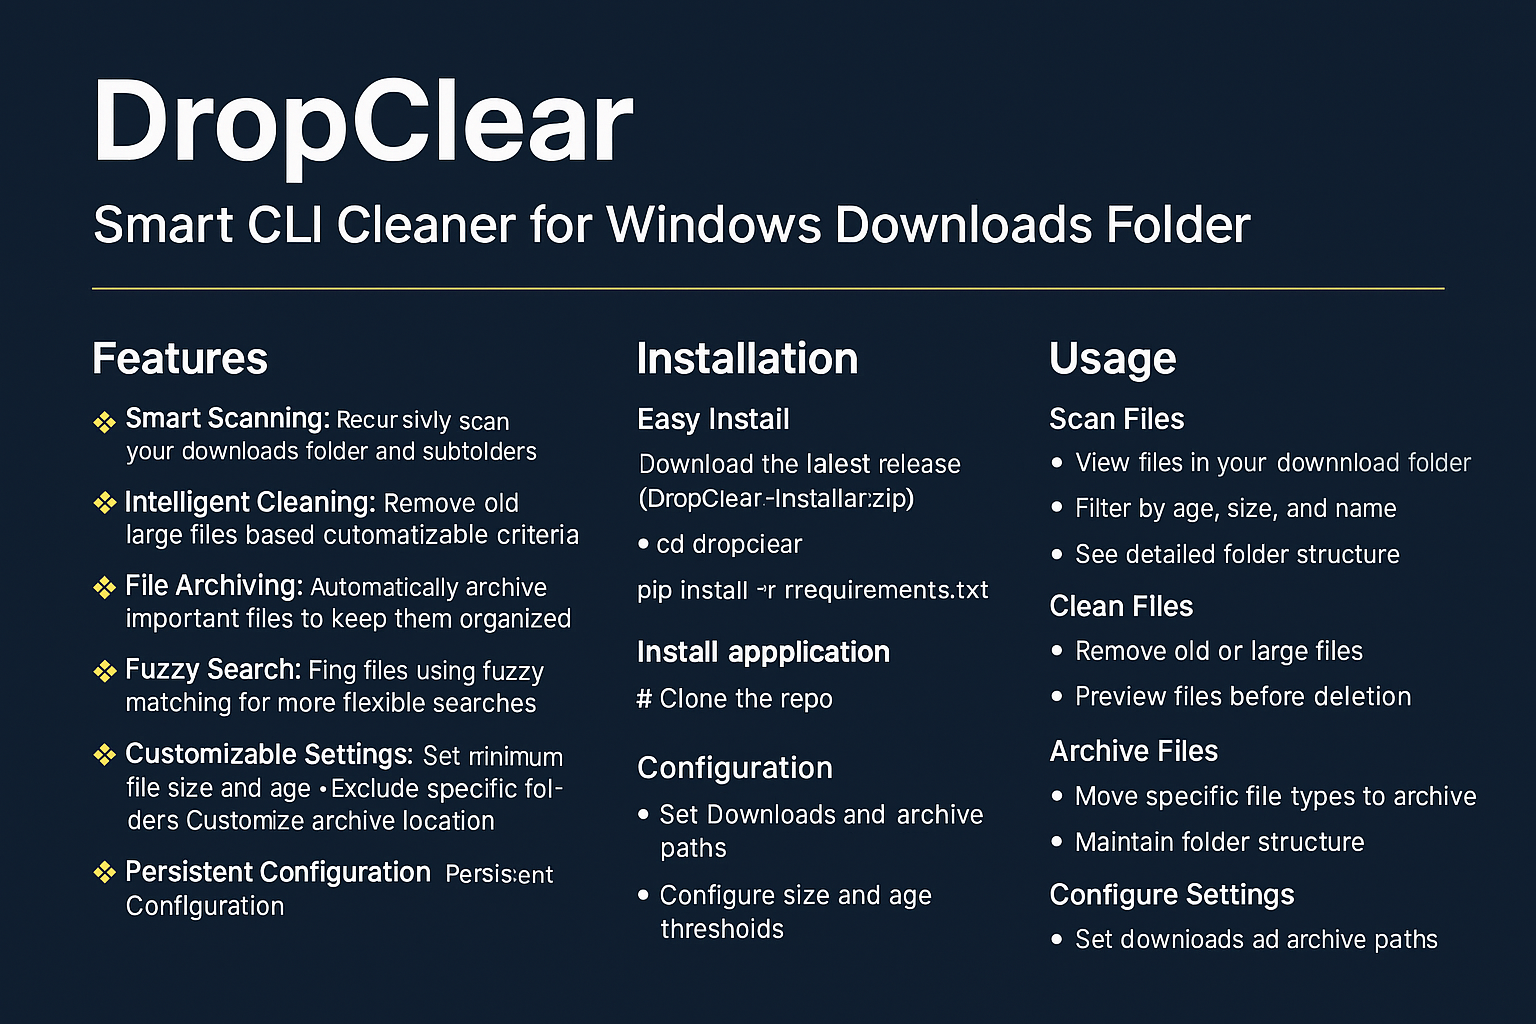 DropClear
Smart CLI Cleaner for Windows Downloads Folder
Features
❖ Smart Scanning: Recursivly scan
your downloads folder and subtolders
❖ Intelligent Cleaning: Remove old
large files based cutomatizable criteria
❖ File Archiving: Automatically archive
important files to keep them organized
❖ Fuzzy Search: Fing files using fuzzy
matching for more flexible searches
❖ Customizable Settings: Set minimum
file size and age •Exclude specific fol-
ders Customize archive location
❖ Persistent Configuration Persis:ent
Conflguration
Installation
Easy Instail
Download the lalest release
(DropClear.-Installar:zip)
• cd dropciear
pip install -r rrequirements.txt
Install appplication
# Clone the repo
Configuration
• Set Downloads and archive
paths
• Configure size and age
threshoids
Usage
Scan Files
• View files in your downnload folder
• Filter by age, size, and name
• See detailed folder structure
Clean Files
• Remove old or large files
• Preview files before deletion
Archive Files
• Move specific file types to archive
• Maintain folder structure
Configure Settings
• Set downioads ad archive paths